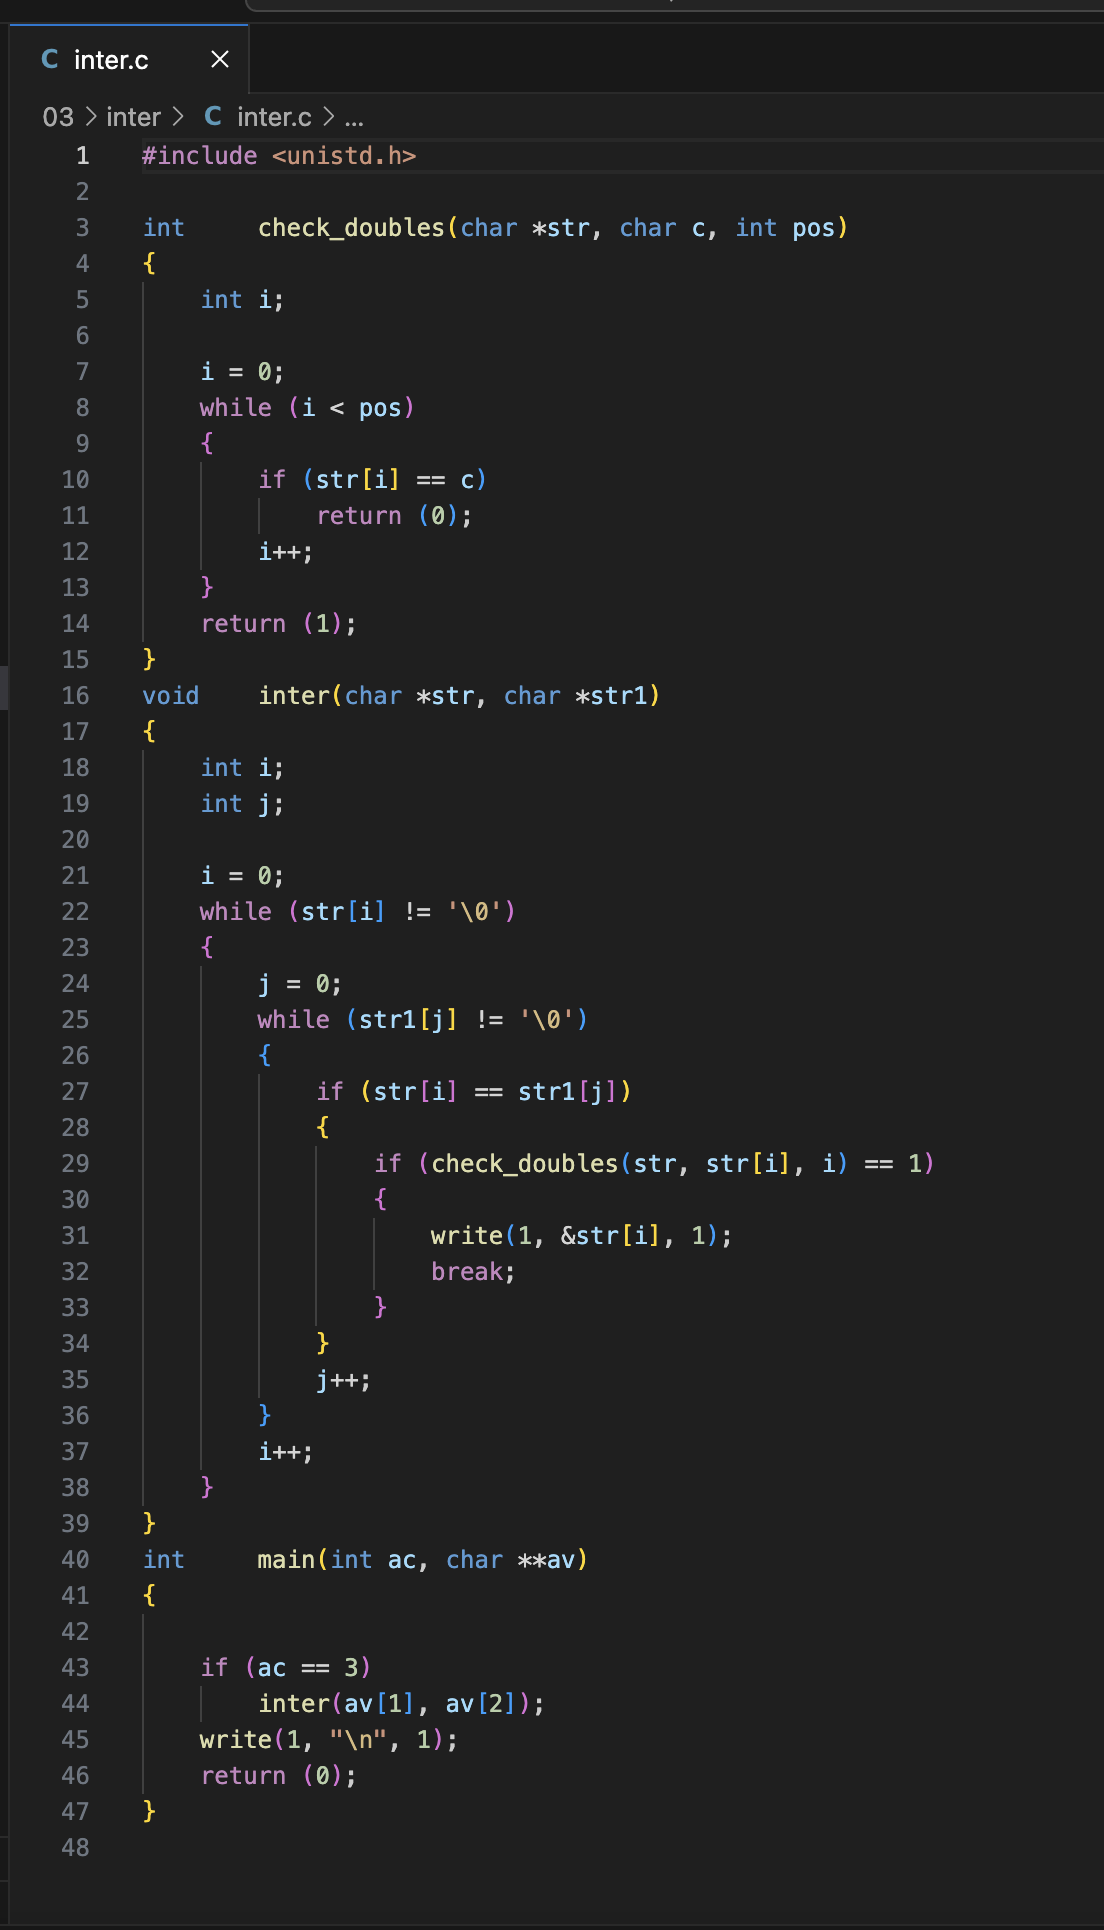 C inter.c ×
03 > inter > C inter.c > ...
1 #include <unistd.h>
2
3 int check_doubles(char *str, char c, int pos)
4 {
5 int i;
6
7 i = 0;
8 while (i < pos)
9 {
10 if (str[i] == c)
11 return (0);
12 i++;
13 }
14 return (1);
15 }
16 void inter(char *str, char *str1)
17 {
18 int i;
19 int j;
20
21 i = 0;
22 while (str[i] != '\0')
23 {
24 j = 0;
25 while (str1[j] != '\0')
26 {
27 if (str[i] == str1[j])
28 {
29 if (check_doubles(str, str[i], i) == 1)
30 {
31 write(1, &str[i], 1);
32 break;
33 }
34 }
35 j++;
36 }
37 i++;
38 }
39 }
40 int main(int ac, char **av)
41 {
42
43 if (ac == 3)
44 inter(av[1], av[2]);
45 write(1, "\n", 1);
46 return (0);
47 }
48